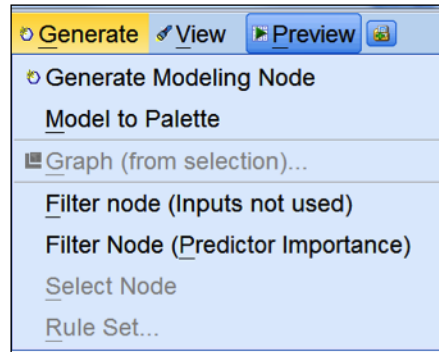 Generate View Preview
Generate Modeling Node
Model to Palette
Graph (from selection)...
Filter node (Inputs not used)
Filter Node (Predictor Importance)
Select Node
Rule Set...